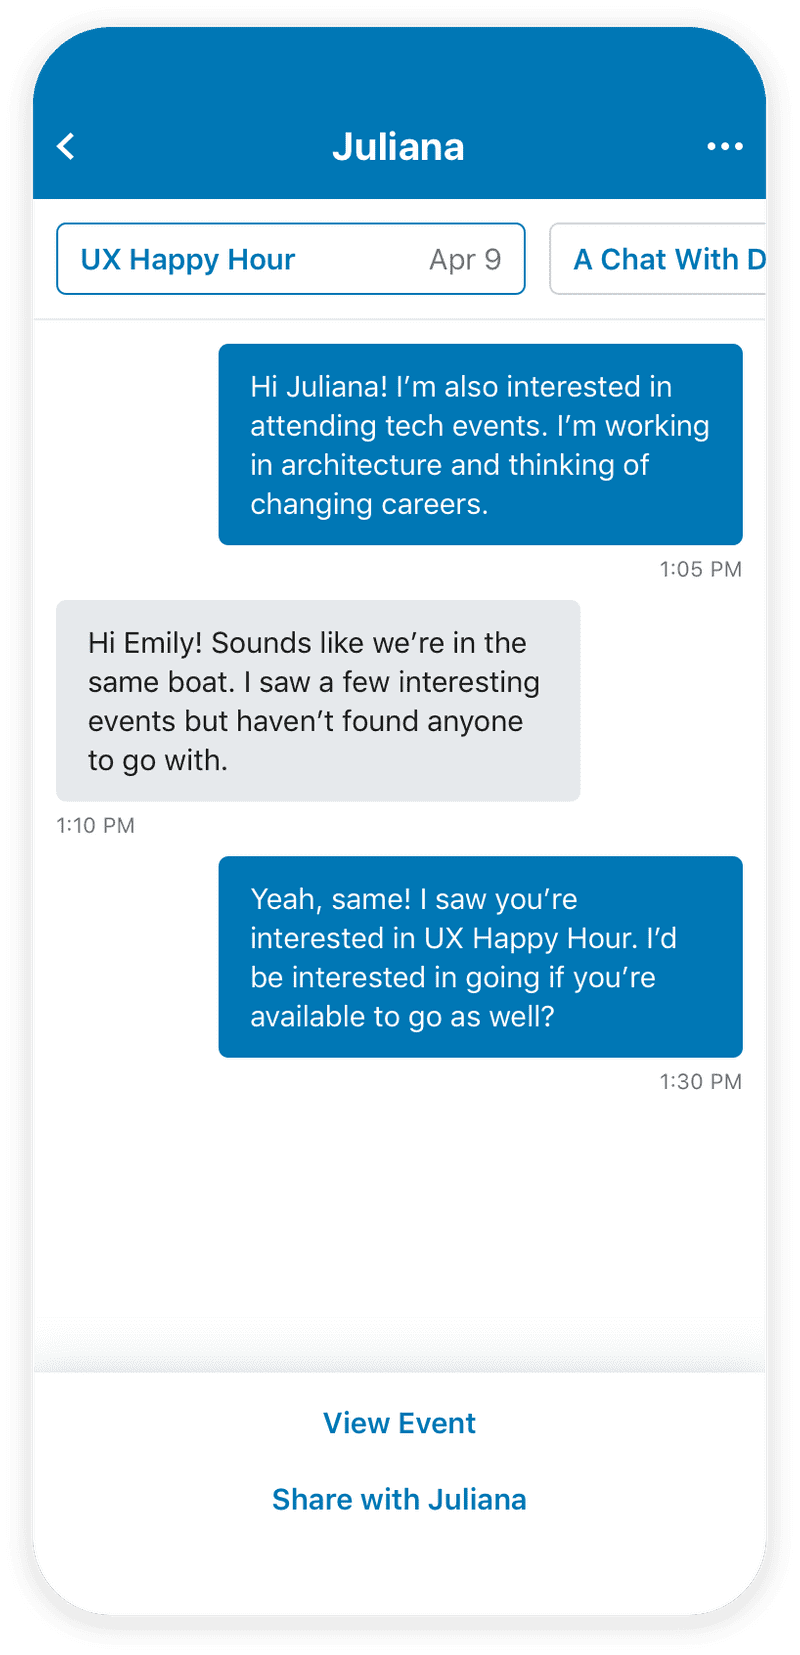 Juliana
UX Happy Hour Apr 9
A Chat With D
Hi Juliana! I’m also interested in
attending tech events. I’m working
in architecture and thinking of
changing careers.
1:05 PM
Hi Emily! Sounds like we’re in the
same boat. I saw a few interesting
events but haven’t found anyone
to go with.
1:10 PM
Yeah, same! I saw you’re
interested in UX Happy Hour. I’d
be interested in going if you’re
available to go as well?
1:30 PM
View Event
Share with Juliana